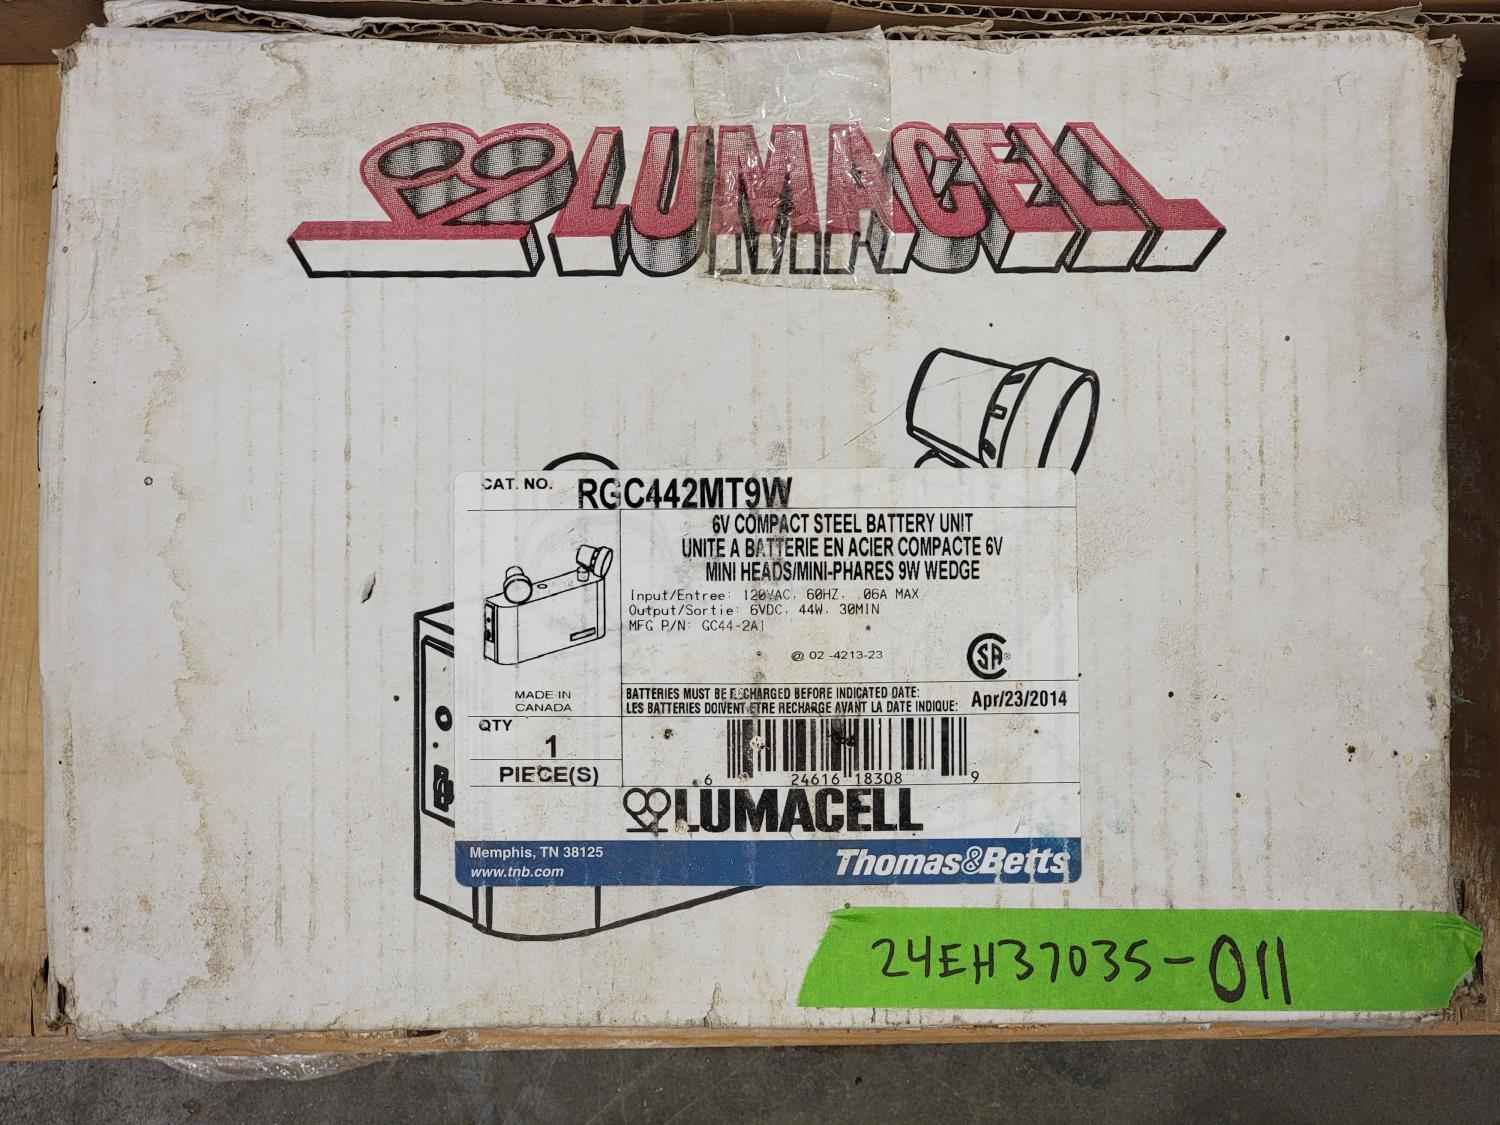 LUMACELL
CAT. NO. RGC442MT9W
6V COMPACT STEEL BATTERY UNIT
UNITE A BATTERIE EN ACIER COMPACTE 6V
MINI HEADS/MINI-PHARES 9W WEDGE
Input/Entree: 120VAC, 60HZ, .06A MAX
Output/Sortie: 6VDC, 44W, 30MIN
MFG P/N: GC44-2A1
@ 02 -4213-23
SA®
MADE IN
CANADA
BATTERIES MUST BE RECHARGED BEFORE INDICATED DATE:
LES BATTERIES DOIVENT ETRE RECHARGE AVANT LA DATE INDIQUE:
Apr/23/2014
QTY
1
PIECE(S)
6 24616 18308 9
LUMACELL
Memphis, TN 38125
www.tnb.com
Thomas&Betts
24EH37035-011